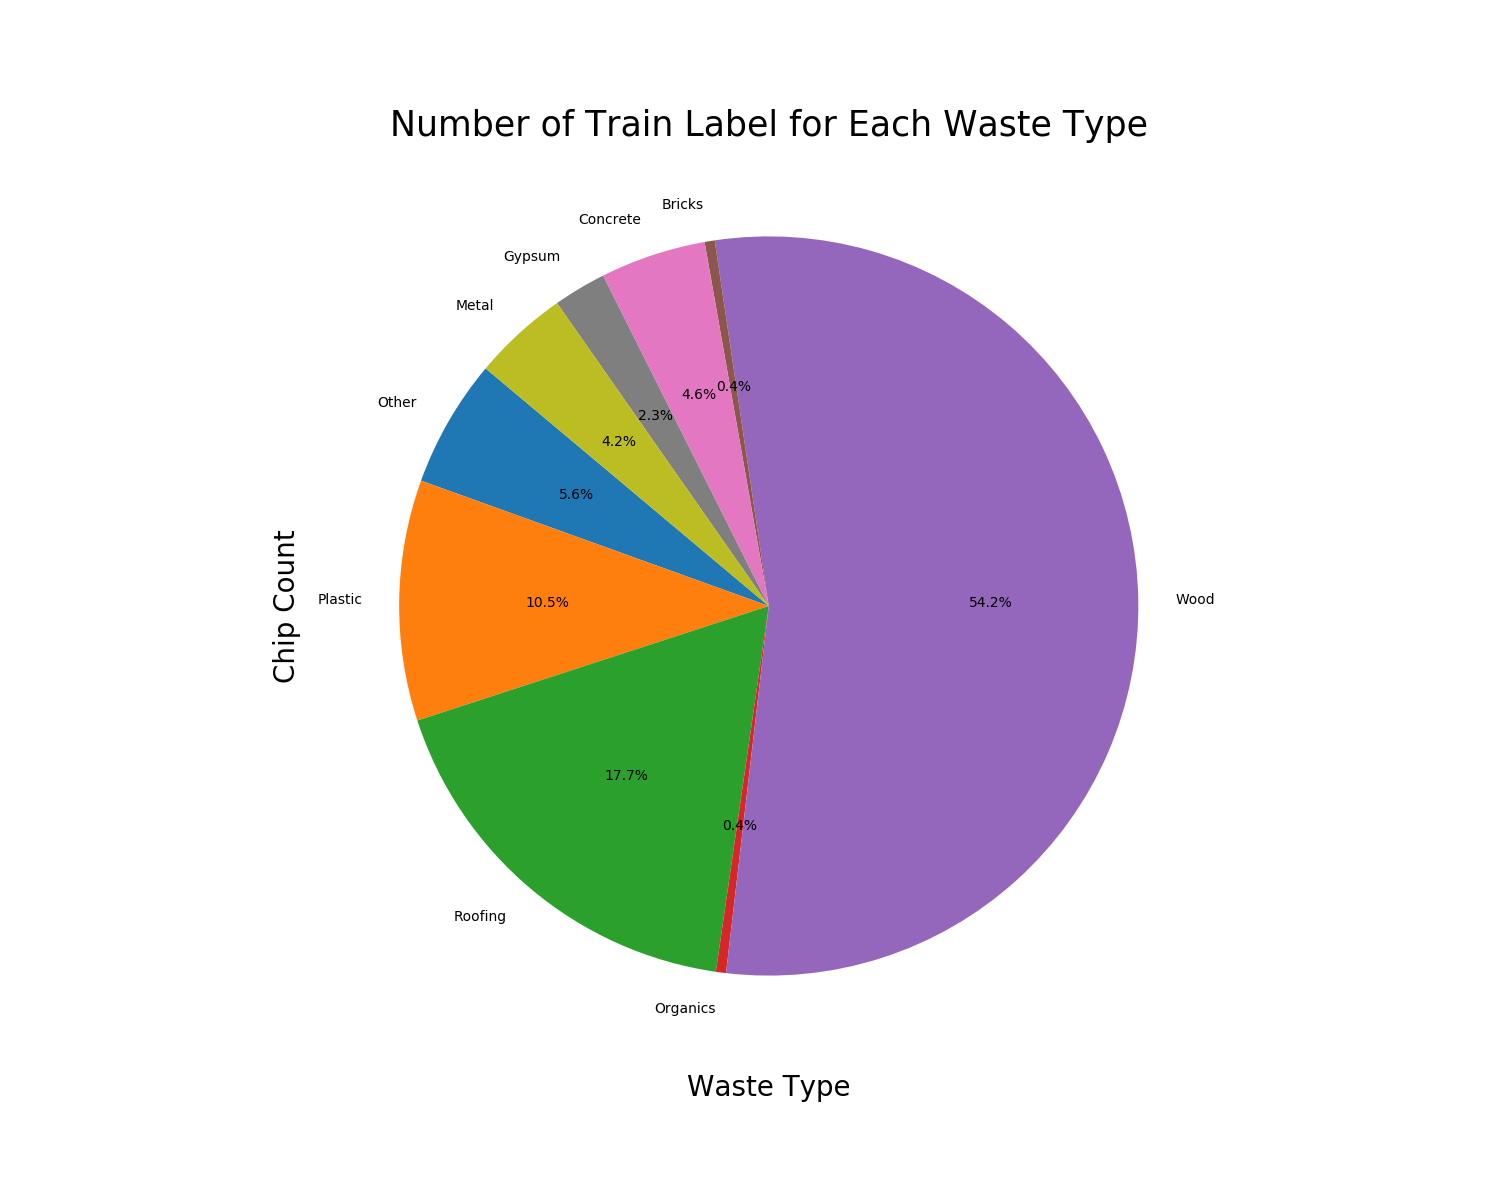 Number of Train Label for Each Waste Type
Bricks
Concrete
Gypsum
Metal
Other
Plastic
Roofing
Organics
Wood
0.4%
4.6%
2.3%
4.2%
5.6%
10.5%
17.7%
0.4%
54.2%
Chip Count
Waste Type